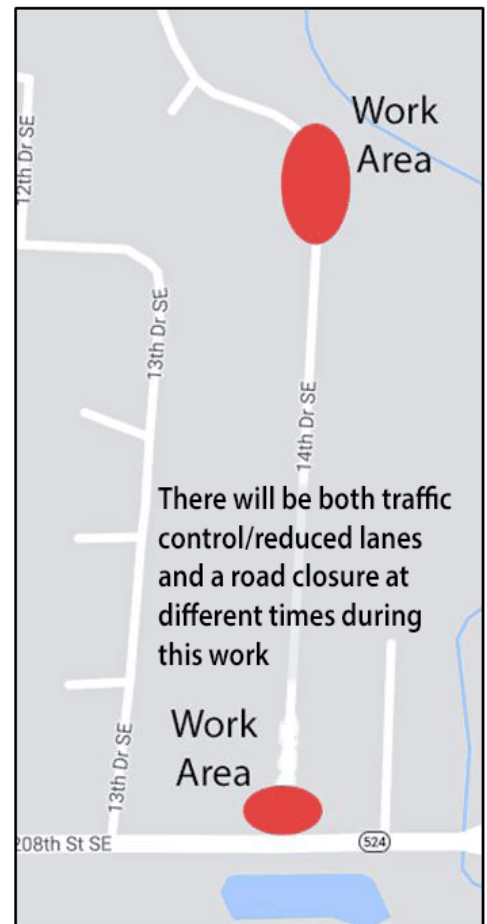 Work
Area
12th Dr SE
13th Dr SE
14th Dr SE
There will be both traffic
control/reduced lanes
and a road closure at
different times during
this work
Work
Area
13th Dr SE
208th St SE
524